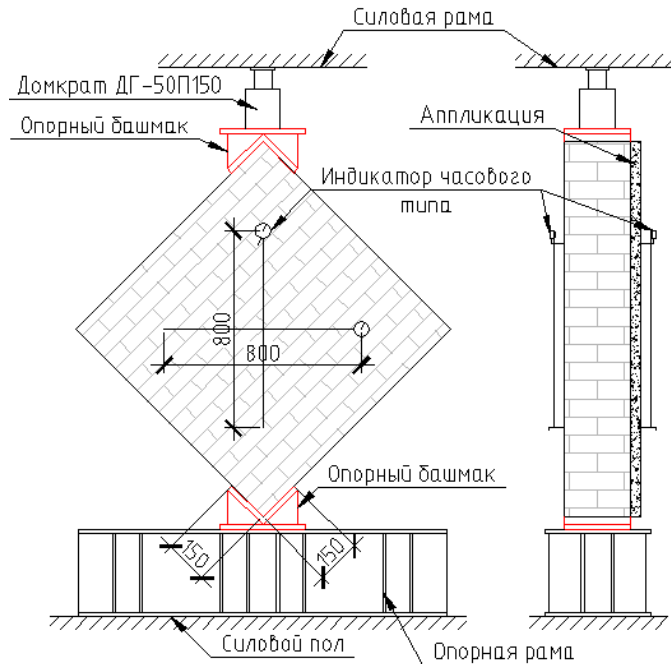 Силовая рама
Домкрат ДГ-50П150
Опорный башмак
Аппликация
Индикатор часового
типа
800
800
Опорный башмак
150
150
Силовой пол
Опорная рама